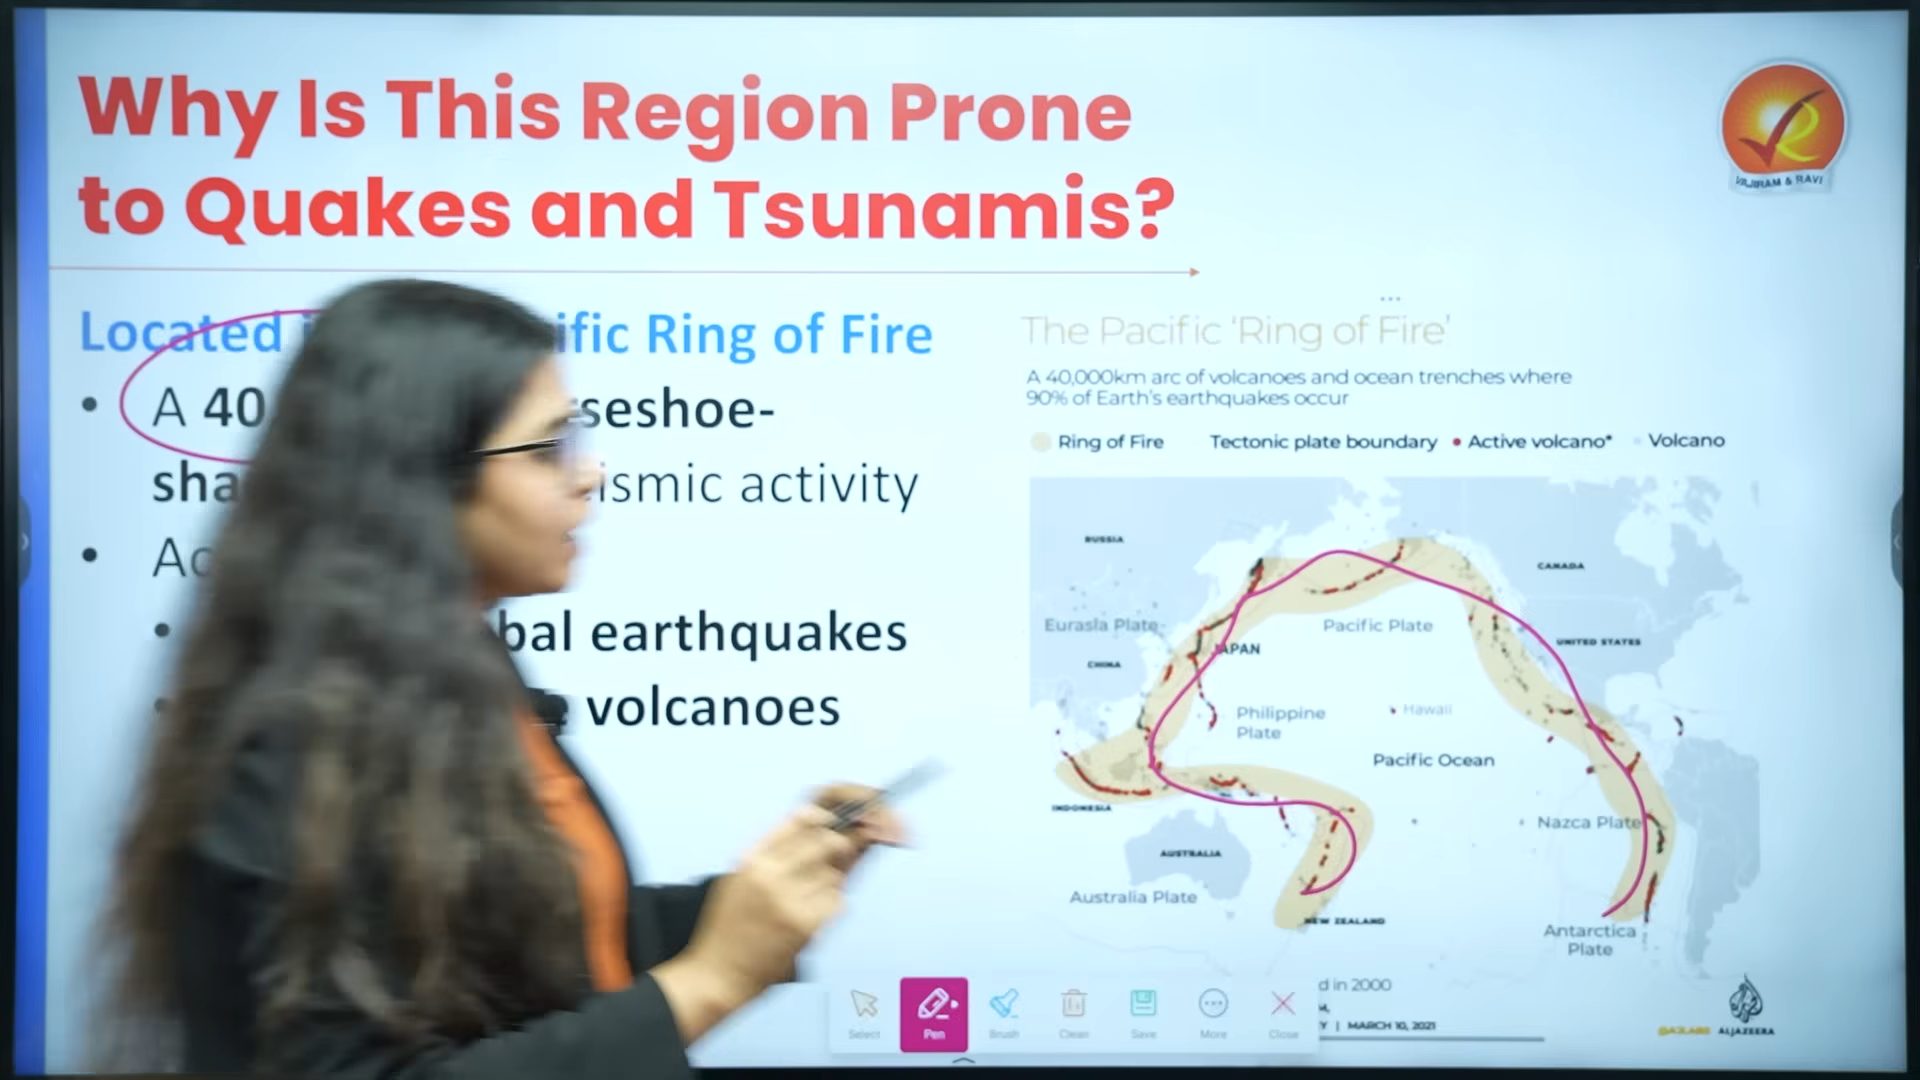 Why Is This Region Prone
to Quakes and Tsunamis?
VAJIRAM & RAVI
Located Ring of Fire
The Pacific 'Ring of Fire'
A 40,000km arc of volcanoes and ocean trenches where
90% of Earth's earthquakes occur
Ring of Fire Tectonic plate boundary Active volcano* Volcano
• A 40 seshoe-
sha ismic activity
•
• bal earthquakes
• volcanoes
RUSSIA
CANADA
Eurasia Plate
Pacific Plate
UNITED STATES
JAPAN
CHINA
Philippine
Plate
Hawaii
Pacific Ocean
INDONESIA
Nazca Plate
AUSTRALIA
Australia Plate
NEW ZEALAND
Antarctica
Plate
d in 2000
Y | MARCH 10, 2021
@AJLABS ALJAZEERA
Select Pen Brush Clean Save More Close